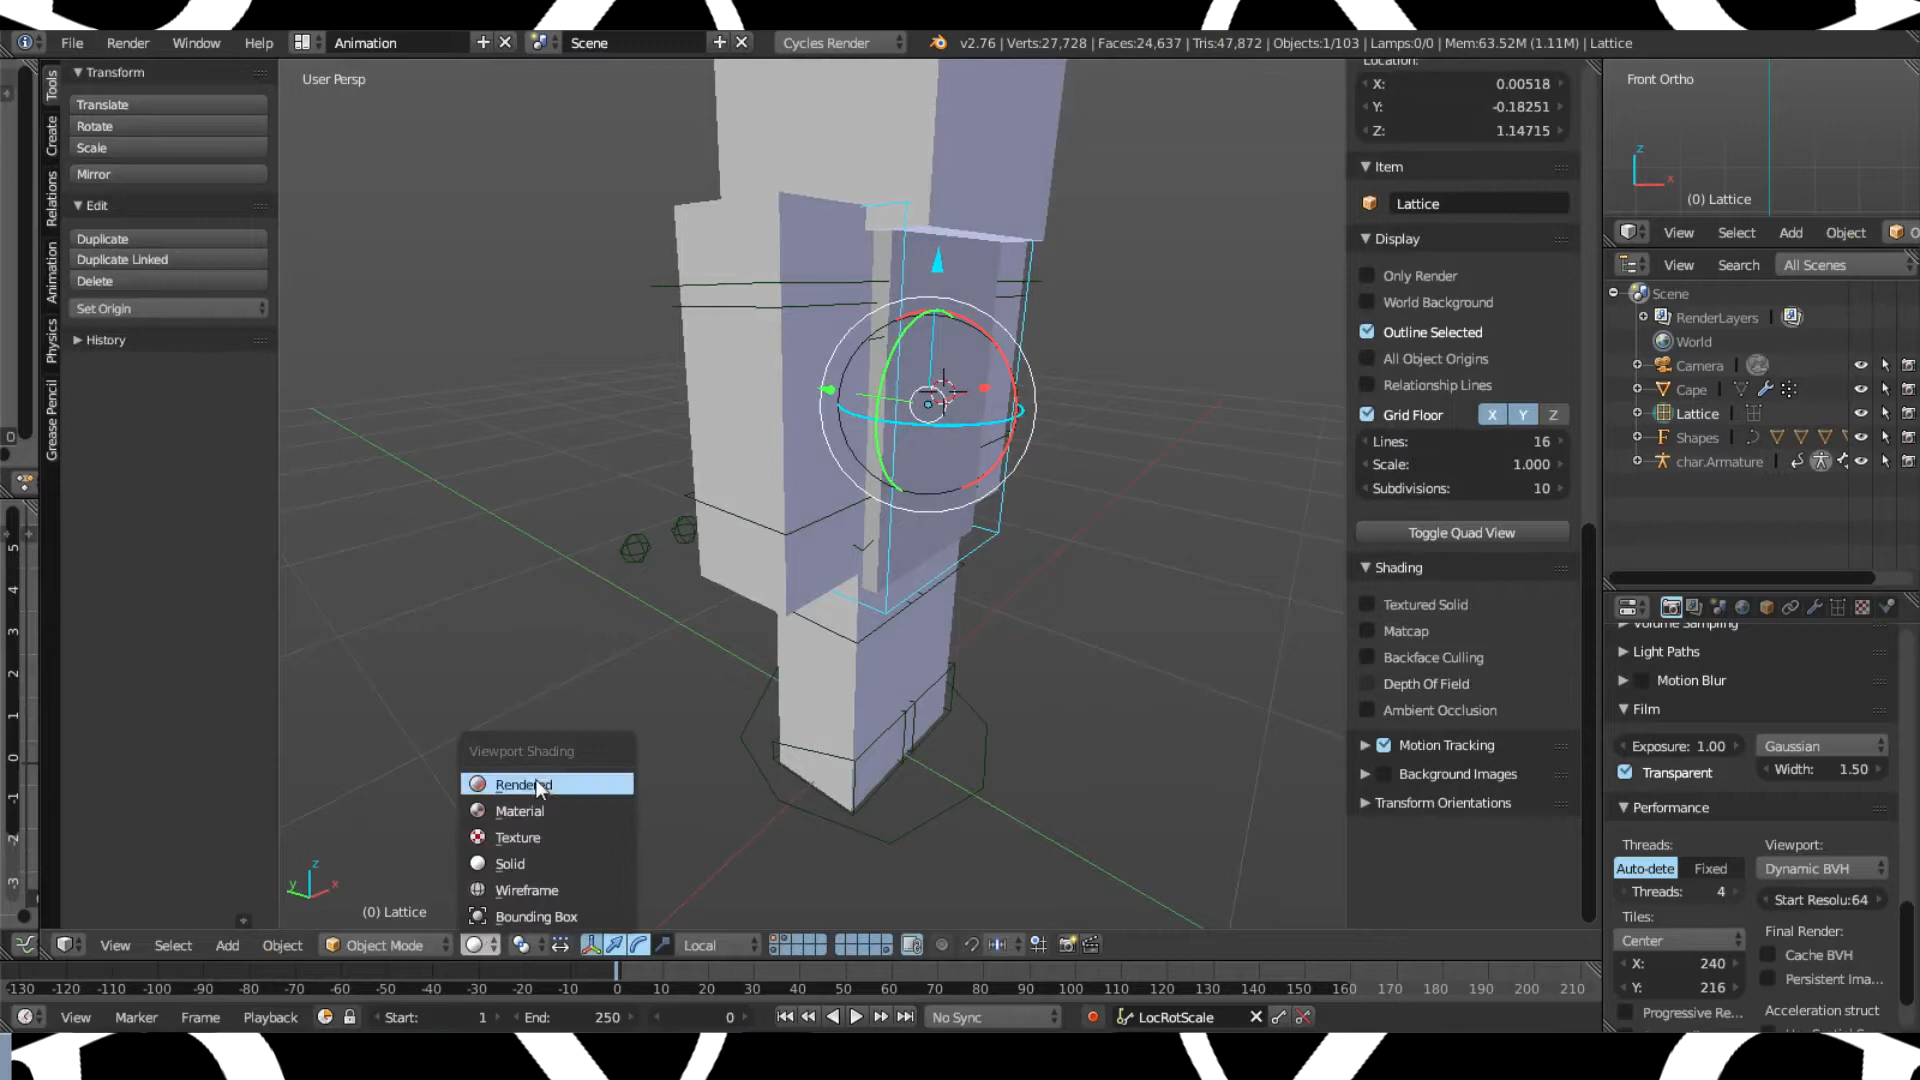 File Render Window Help Animation Scene Cycles Render v2.76 | Verts:27,728 | Faces:24,637 | Tris:47,872 | Objects:1/103 | Lamps:0/0 | Mem:63.52M (1.11M) | Lattice
Tools
Create
Relations
Animation
Physics
Grease Pencil
Transform
Translate
Rotate
Scale
Mirror
Edit
Duplicate
Duplicate Linked
Delete
Set Origin
History
User Persp
(0) Lattice
Viewport Shading
Rendered
Material
Texture
Solid
Wireframe
Bounding Box
Location:
X: 0.00518
Y: -0.18251
Z: 1.14715
Item
Lattice
Display
Only Render
World Background
Outline Selected
All Object Origins
Relationship Lines
Grid Floor X Y Z
Lines: 16
Scale: 1.000
Subdivisions: 10
Toggle Quad View
Shading
Textured Solid
Matcap
Backface Culling
Depth Of Field
Ambient Occlusion
Motion Tracking
Background Images
Transform Orientations
Front Ortho
(0) Lattice
View Select Add Object
View Search All Scenes
Scene
RenderLayers
World
Camera
Cape
Lattice
Shapes
char.Armature
Volume Sampling
Light Paths
Motion Blur
Film
Exposure: 1.00 Gaussian
Transparent Width: 1.50
Performance
Threads: Viewport:
Auto-dete Fixed Dynamic BVH
Threads: 4 Start Resolu:64
Tiles: Final Render:
Center Cache BVH
X: 240 Persistent Ima...
Y: 216 Acceleration struct
Progressive Re...
View Select Add Object Object Mode Local
-130 -120 -110 -100 -90 -80 -70 -60 -50 -40 -30 -20 -10 0 10 20 30 40 50 60 70 80 90 100 110 120 130 140 150 160 170 180 190 200 210
View Marker Frame Playback Start: 1 End: 250 0 No Sync LocRotScale